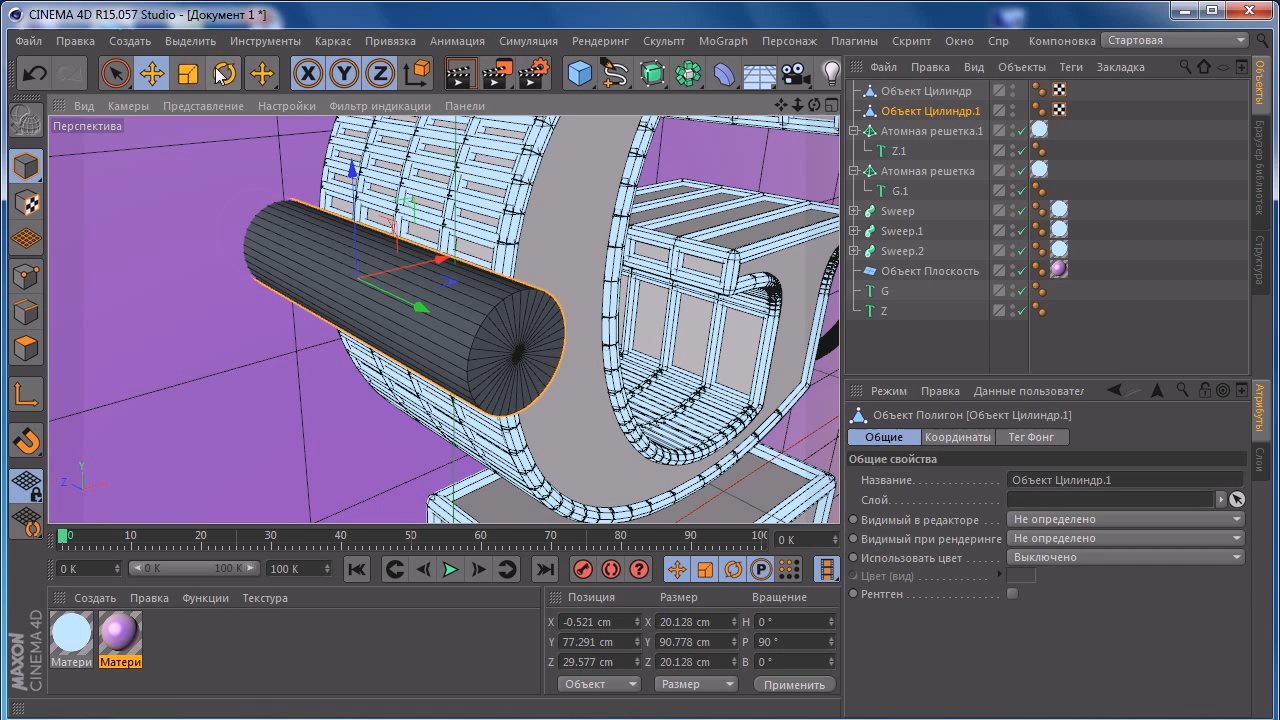 CINEMA 4D R15.057 Studio - [Документ 1 *]
Файл Правка Создать Выделить Инструменты Каркас Привязка Анимация Симуляция Рендеринг Скульпт MoGraph Персонаж Плагины Скрипт Окно Спр Компоновка Стартовая
X Y Z
Вид Камеры Представление Настройки Фильтр индикации Панели
Перспектива
Файл Правка Вид Объекты Теги Закладка
Объект Цилиндр
Объект Цилиндр.1
Атомная решетка.1
Z.1
Атомная решетка
G.1
Sweep
Sweep.1
Sweep.2
Объект Плоскость
G
Z
Объекты
Браузер библиотек
Структура
Режим Правка Данные пользовател
Объект Полигон [Объект Цилиндр.1]
Общие Координаты Тег Фонг
Общие свойства
Название Объект Цилиндр.1
Слой
Видимый в редакторе Не определено
Видимый при рендеринге Не определено
Использовать цвет Выключено
Цвет (вид)
Рентген
Атрибуты
Слои
Y
Z X
0 10 20 30 40 50 60 70 80 90 100 0 K
0 K 0 K 100 K 100 K
P
Создать Правка Функции Текстура
Матери Матери
Позиция Размер Вращение
X -0.521 cm X 20.128 cm H 0 °
Y 77.291 cm Y 90.778 cm P 90 °
Z 29.577 cm Z 20.128 cm B 0 °
Объект Размер Применить
MAXON
CINEMA 4D